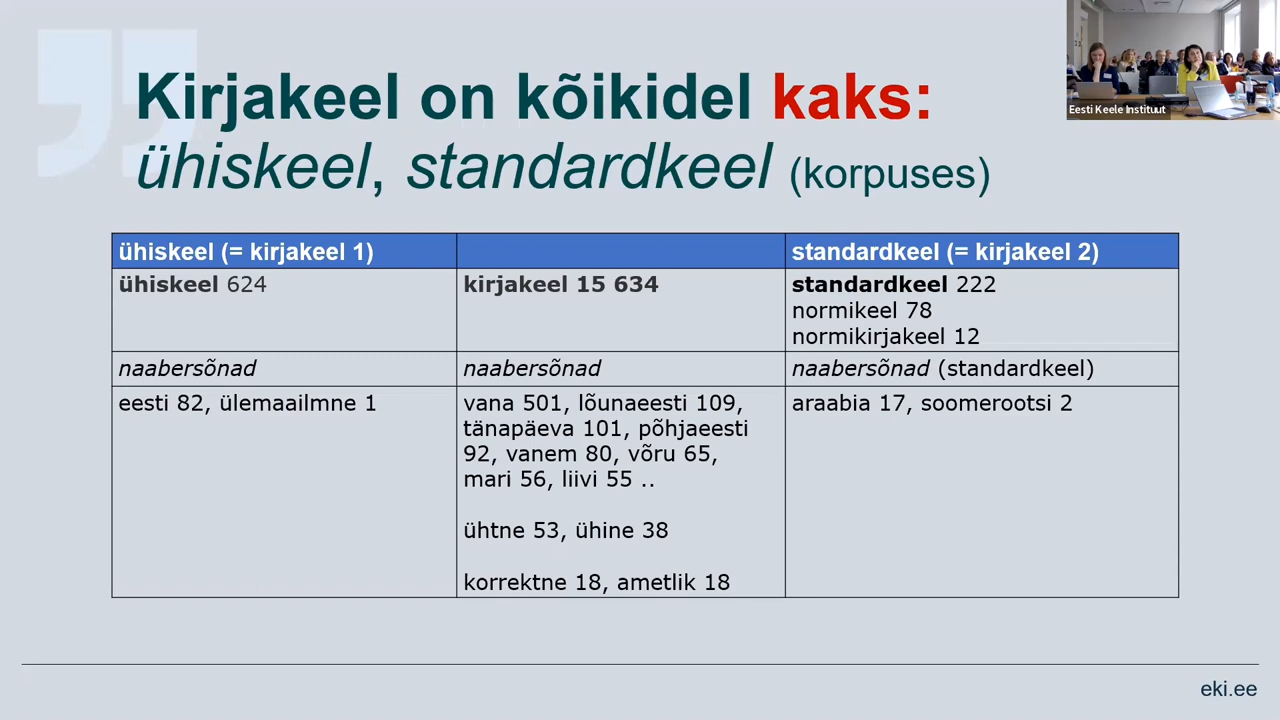 Kirjakeel on kõikidel kaks:
ühiskeel, standardkeel (korpuses)
Eesti Keele Instituut
ühiskeel (= kirjakeel 1)
standardkeel (= kirjakeel 2)
ühiskeel 624
kirjakeel 15 634
standardkeel 222
normikeel 78
normikirjakeel 12
naabersõnad
naabersõnad
naabersõnad (standardkeel)
eesti 82, ülemaailmne 1
vana 501, lõunaeesti 109,
tänapäeva 101, põhjaeesti
92, vanem 80, võru 65,
mari 56, liivi 55 ..
ühtne 53, ühine 38
korrektne 18, ametlik 18
araabia 17, soomerootsi 2
eki.ee